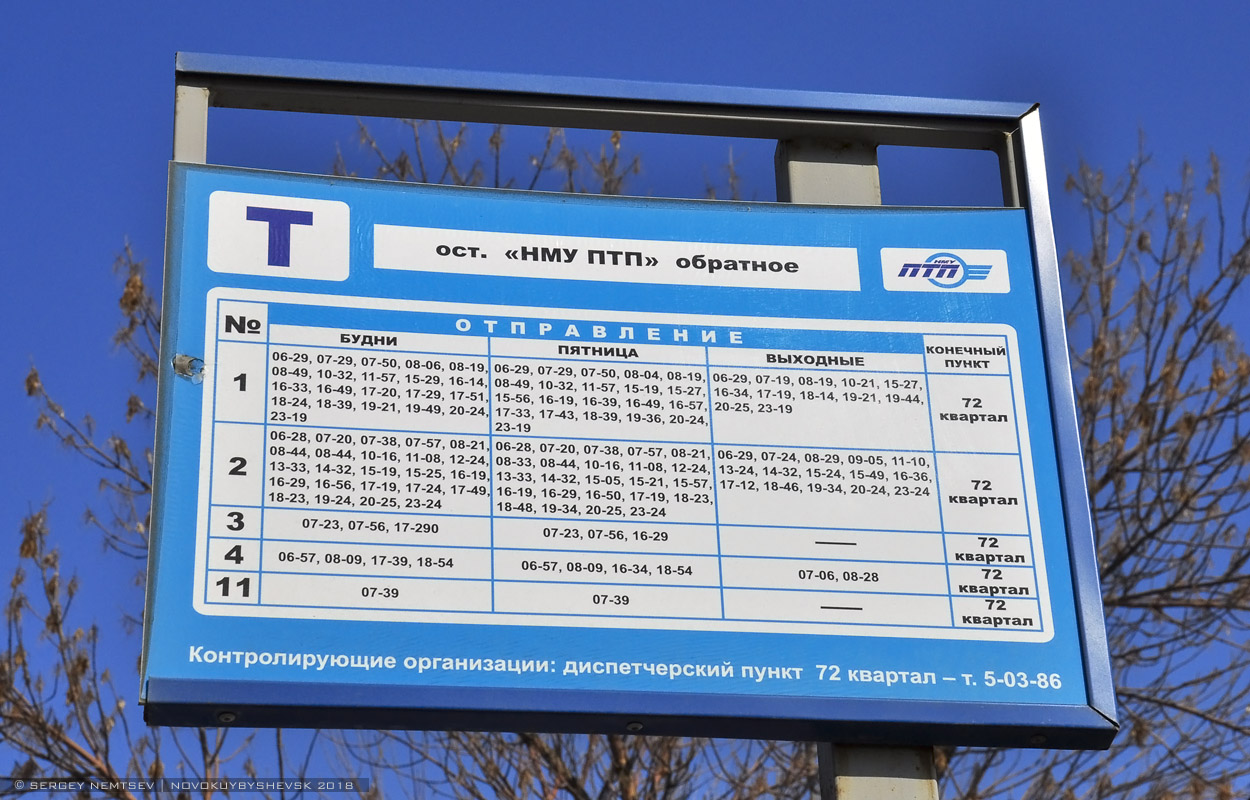 Т
ост. «НМУ ПТП» обратное
НМУ
ПТП
№
ОТПРАВЛЕНИЕ
БУДНИ
ПЯТНИЦА
ВЫХОДНЫЕ
КОНЕЧНЫЙ
ПУНКТ
1
06-29, 07-29, 07-50, 08-06, 08-19,
08-49, 10-32, 11-57, 15-29, 16-14,
16-33, 16-49, 17-20, 17-29, 17-51,
18-24, 18-39, 19-21, 19-49, 20-24,
23-19
06-29, 07-29, 07-50, 08-04, 08-19,
08-49, 10-32, 11-57, 15-19, 15-27,
15-56, 16-19, 16-39, 16-49, 16-57,
17-33, 17-43, 18-39, 19-36, 20-24,
23-19
06-29, 07-19, 08-19, 10-21, 15-27,
16-34, 17-19, 18-14, 19-21, 19-44,
20-25, 23-19
72
квартал
2
06-28, 07-20, 07-38, 07-57, 08-21,
08-44, 08-44, 10-16, 11-08, 12-24,
13-33, 14-32, 15-19, 15-25, 16-19,
16-29, 16-56, 17-19, 17-24, 17-49,
18-23, 19-24, 20-25, 23-24
06-28, 07-20, 07-38, 07-57, 08-21,
08-33, 08-44, 10-16, 11-08, 12-24,
13-33, 14-32, 15-05, 15-21, 15-57,
16-19, 16-29, 16-50, 17-19, 18-23,
18-48, 19-34, 20-25, 23-24
06-29, 07-24, 08-29, 09-05, 11-10,
13-24, 14-32, 15-24, 15-49, 16-36,
17-12, 18-46, 19-34, 20-24, 23-24
72
квартал
3
07-23, 07-56, 17-290
07-23, 07-56, 16-29
—
72
квартал
4
06-57, 08-09, 17-39, 18-54
06-57, 08-09, 16-34, 18-54
07-06, 08-28
72
квартал
11
07-39
07-39
—
72
квартал
Контролирующие организации: диспетчерский пункт 72 квартал – т. 5-03-86
© SERGEY NEMTSEV | NOVOKUYBYSHEVSK 2018